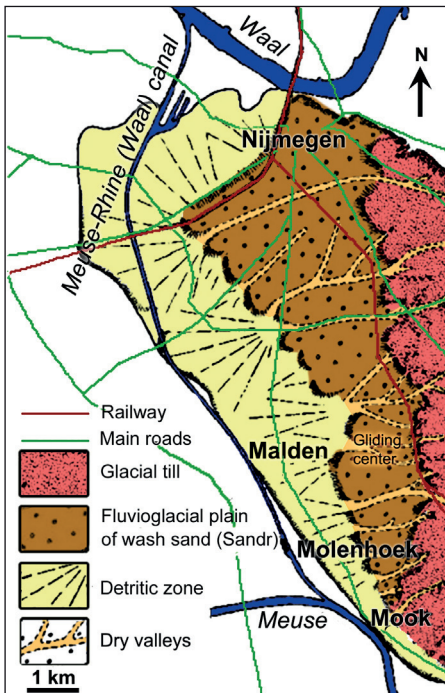 Waal
N
Meuse-Rhine (Waal) canal
Nijmegen
Gliding
center
Malden
Molenhoek
Meuse
Mook
Railway
Main roads
Glacial till
Fluvioglacial plain
of wash sand (Sandr)
Detritic zone
Dry valleys
1 km